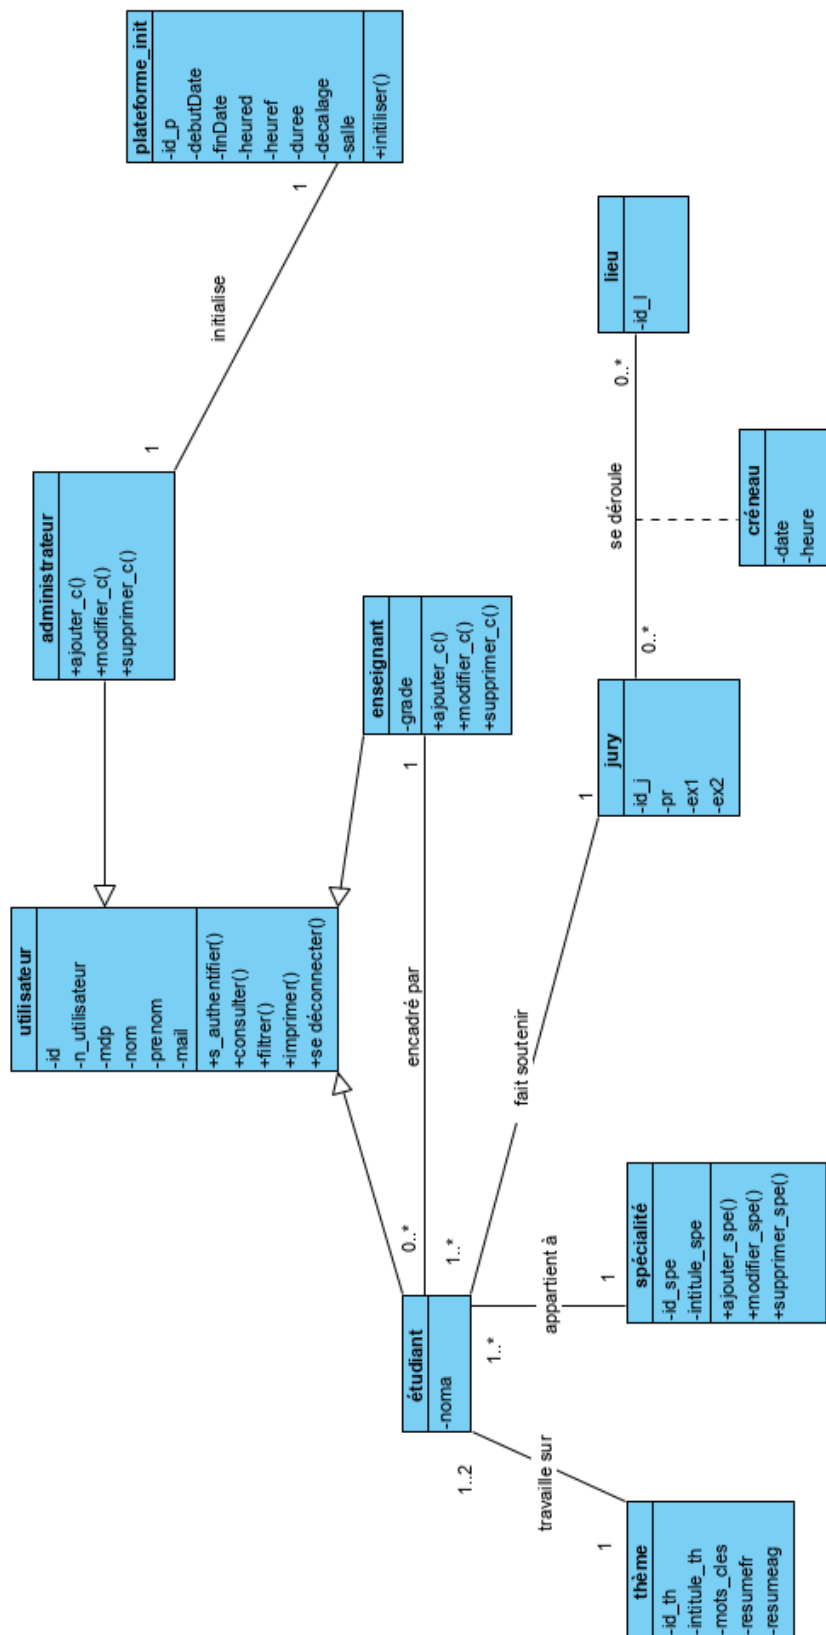 plateforme_init
-id_p
-debutDate
-finDate
-heured
-heuref
-duree
-decalage
-salle
+initiliser()
1
initialise
1
administrateur
+ajouter_c()
+modifier_c()
+supprimer_c()
utilisateur
-id
-n_utilisateur
-mdp
-nom
-prenom
-mail
+s_authentifier()
+consulter()
+filtrer()
+imprimer()
+se déconnecter()
enseignant
-grade
+ajouter_c()
+modifier_c()
+supprimer_c()
1
encadré par
0..*
étudiant
-noma
1..*
fait soutenir
1
jury
-id_j
-pr
-ex1
-ex2
0..*
se déroule
0..*
lieu
-id_l
créneau
-date
-heure
1..*
appartient à
1
spécialité
-id_spe
-intitule_spe
+ajouter_spe()
+modifier_spe()
+supprimer_spe()
1..2
travaille sur
1
thème
-id_th
-intitule_th
-mots_cles
-resumefr
-resumeag